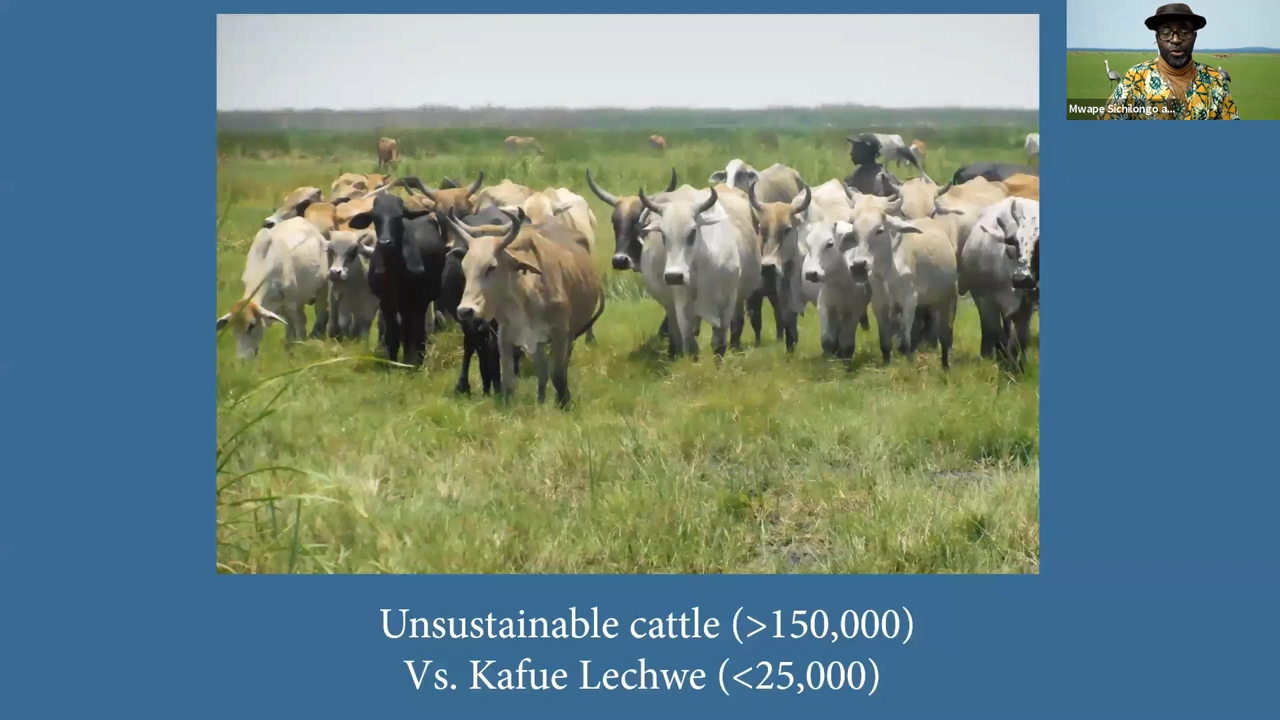 Mwape Sichilongo a...
Unsustainable cattle (>150,000)
Vs. Kafue Lechwe (<25,000)